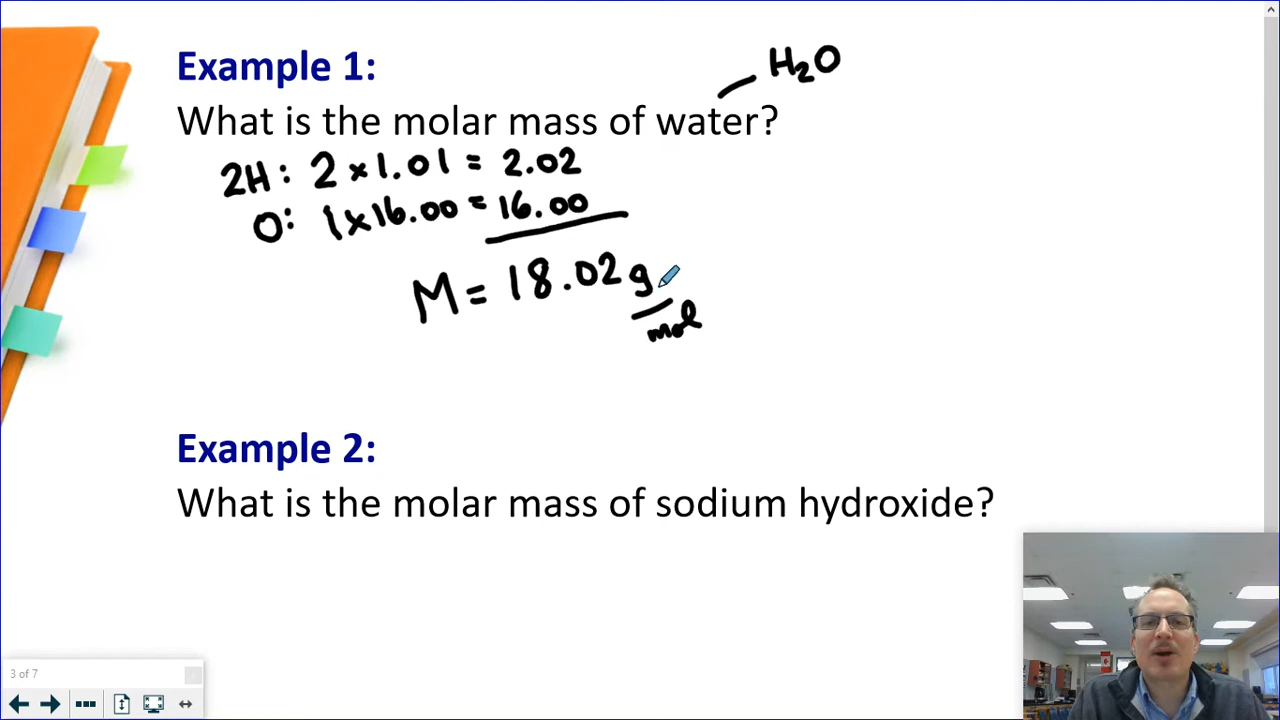 Example 1:
H₂O
What is the molar mass of water?
2H: 2 × 1.01 = 2.02
O: 1 × 16.00 = 16.00
M = 18.02 g
mol
Example 2:
What is the molar mass of sodium hydroxide?
3 of 7